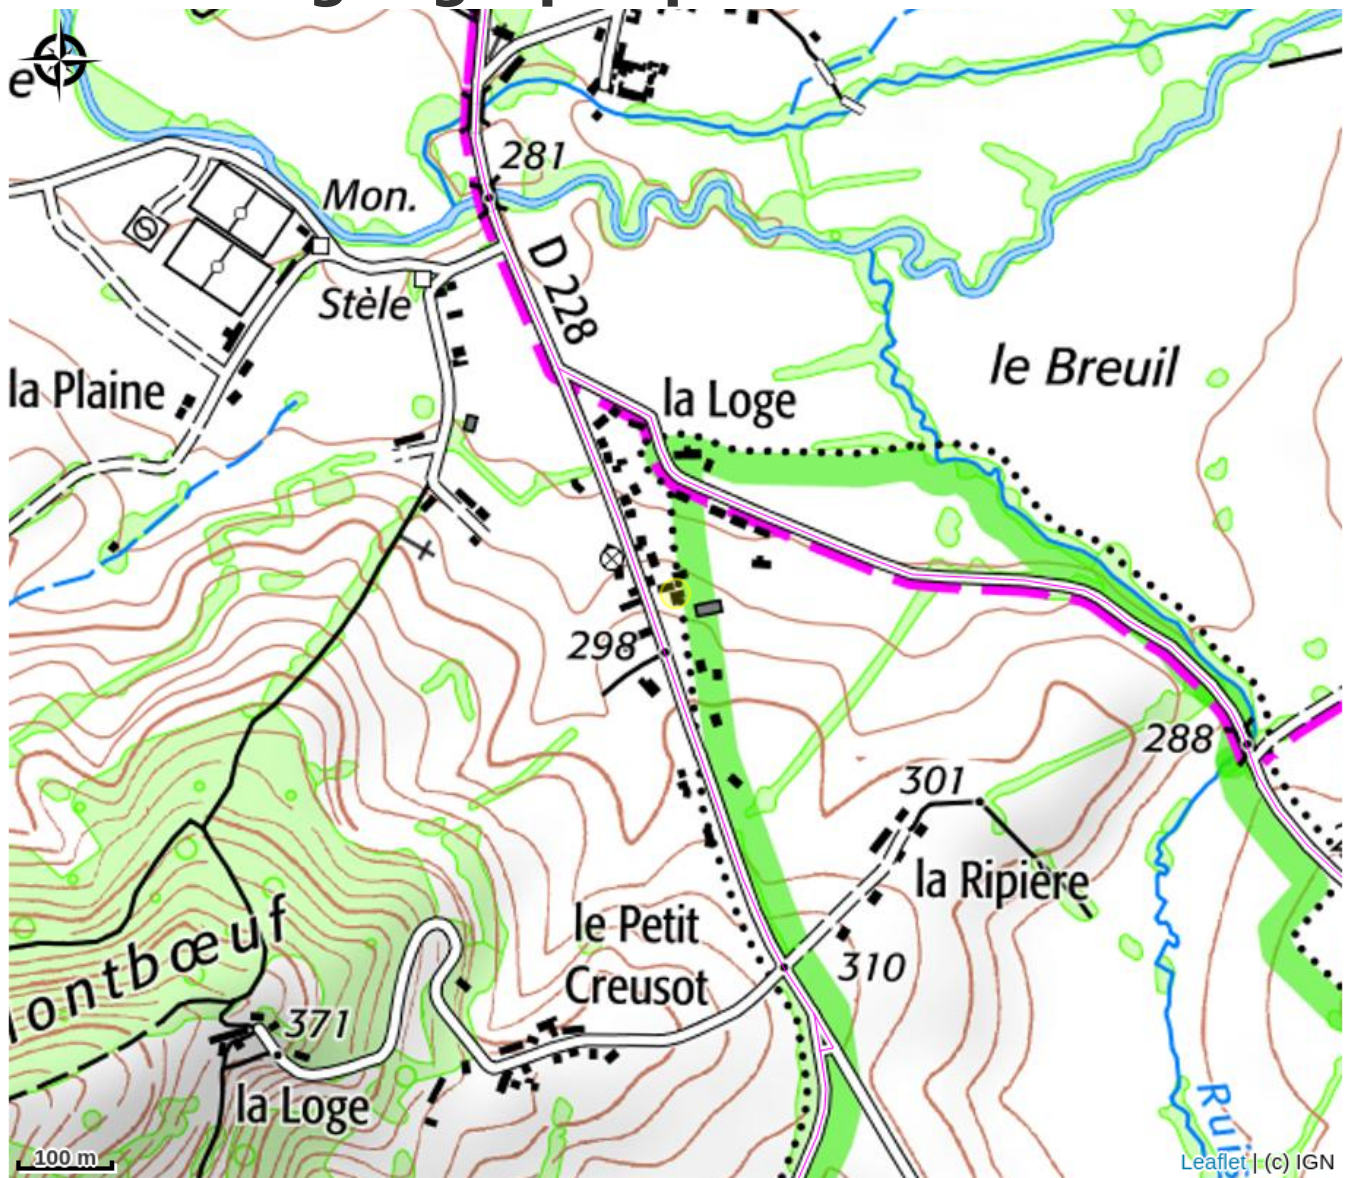 e
281
Mon.
D 228
Stèle
le Breuil
la Plaine
la Loge
298
288
301
la Ripière
le Petit
Creusot
310
ontbœuf
371
la Loge
Rui
100 m
Leaflet | (c) IGN